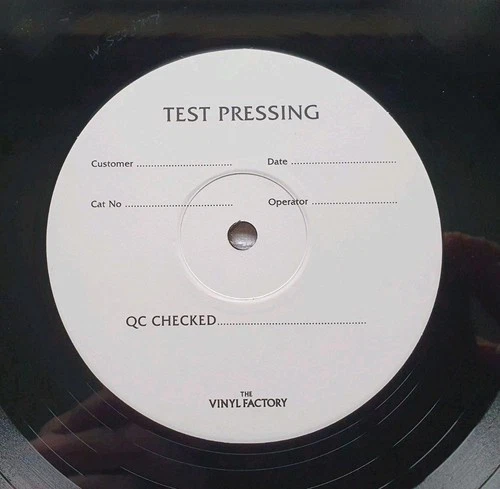 TEST PRESSING
Customer ................................ Date ....................................
Cat No .................................... Operator .............................
QC CHECKED..................................................
THE
VINYL FACTORY